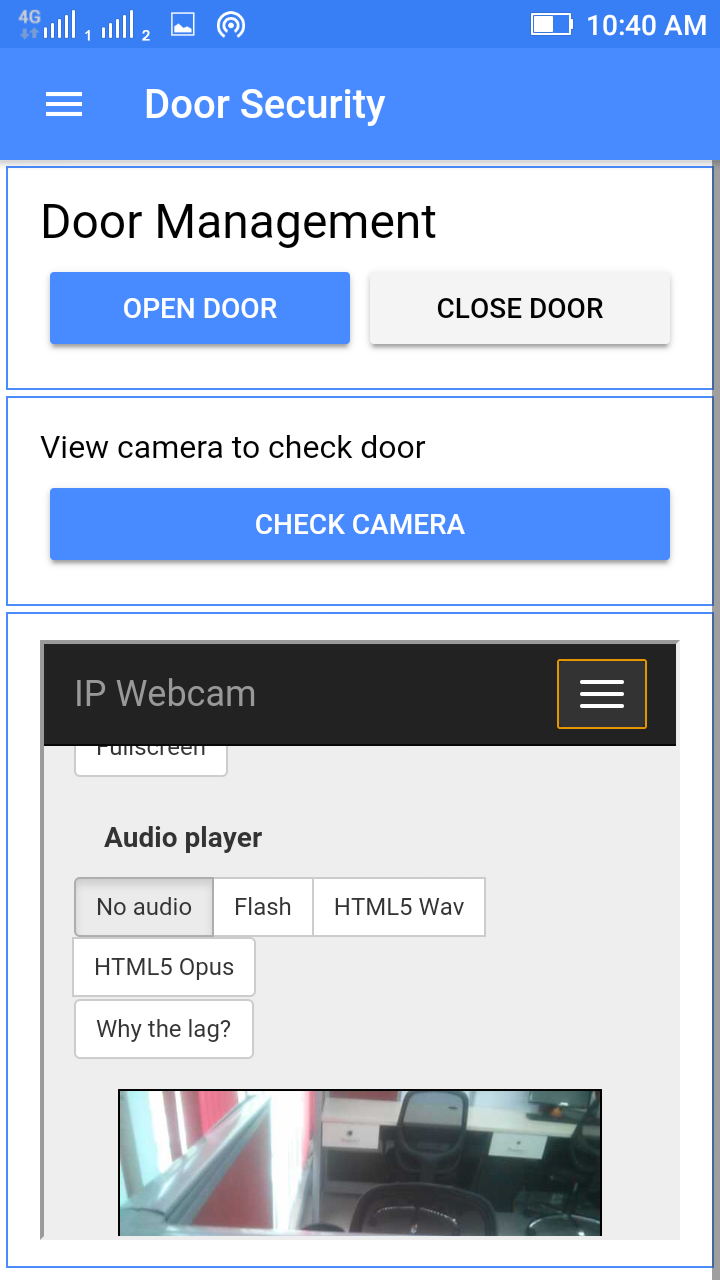 4G 1 2 10:40 AM
Door Security
Door Management
OPEN DOOR CLOSE DOOR
View camera to check door
CHECK CAMERA
IP Webcam
Fullscreen
Audio player
No audio Flash HTML5 Wav
HTML5 Opus
Why the lag?